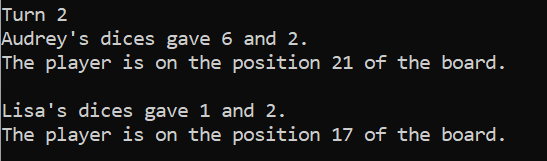 Turn 2
Audrey's dices gave 6 and 2.
The player is on the position 21 of the board.
Lisa's dices gave 1 and 2.
The player is on the position 17 of the board.